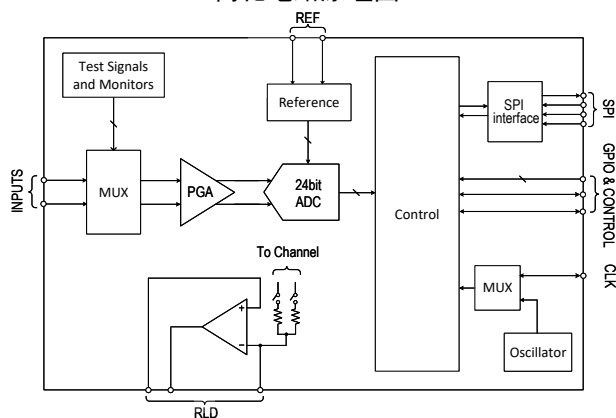 REF
Test Signals
and Monitors
Reference
SPI
interface
SPI
INPUTS
MUX
PGA
24bit
ADC
Control
GPIO & CONTROL
To Channel
MUX
CLK
Oscillator
+
−
RLD